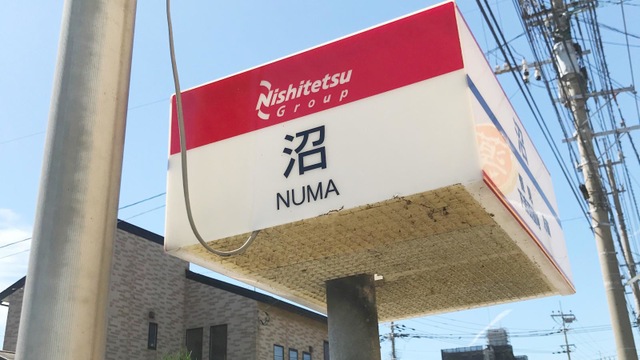 Nishitetsu
Group
沼
NUMA